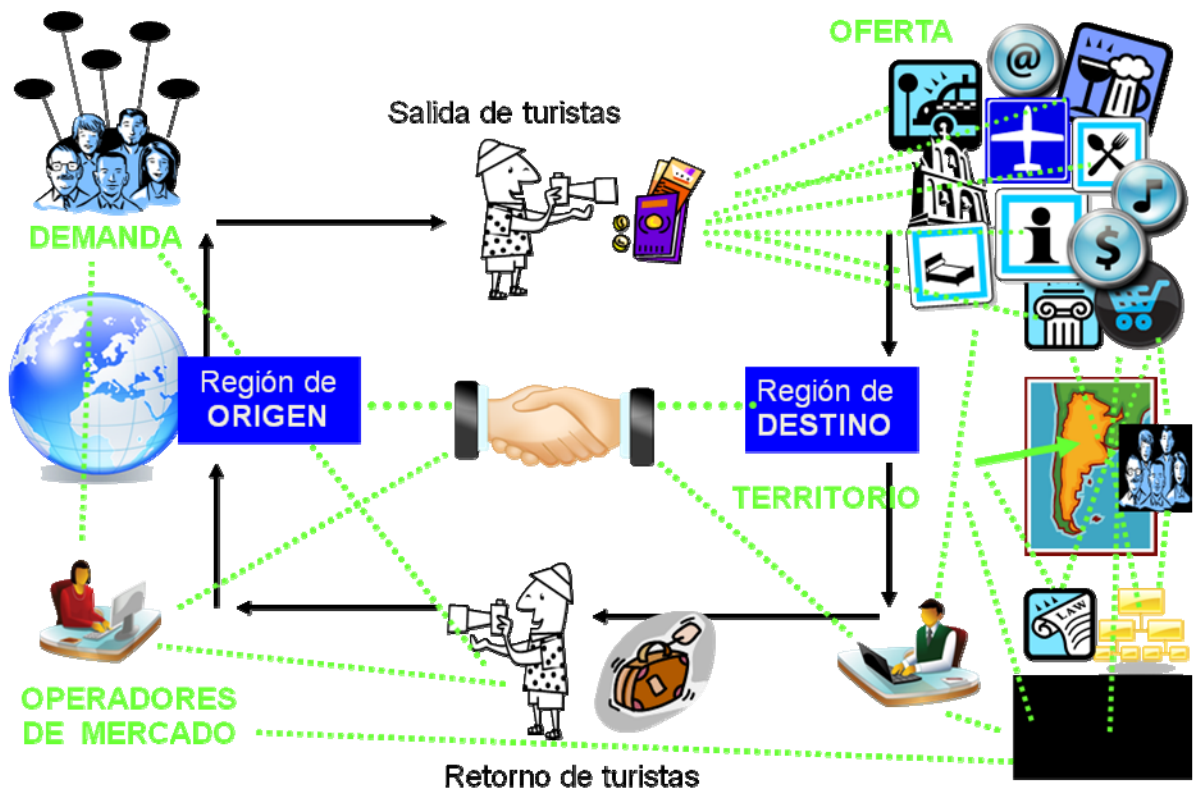 OFERTA
@
Salida de turistas
i
$
DEMANDA
Región de
ORIGEN
Región de
DESTINO
TERRITORIO
LAW
OPERADORES
DE MERCADO
Retorno de turistas